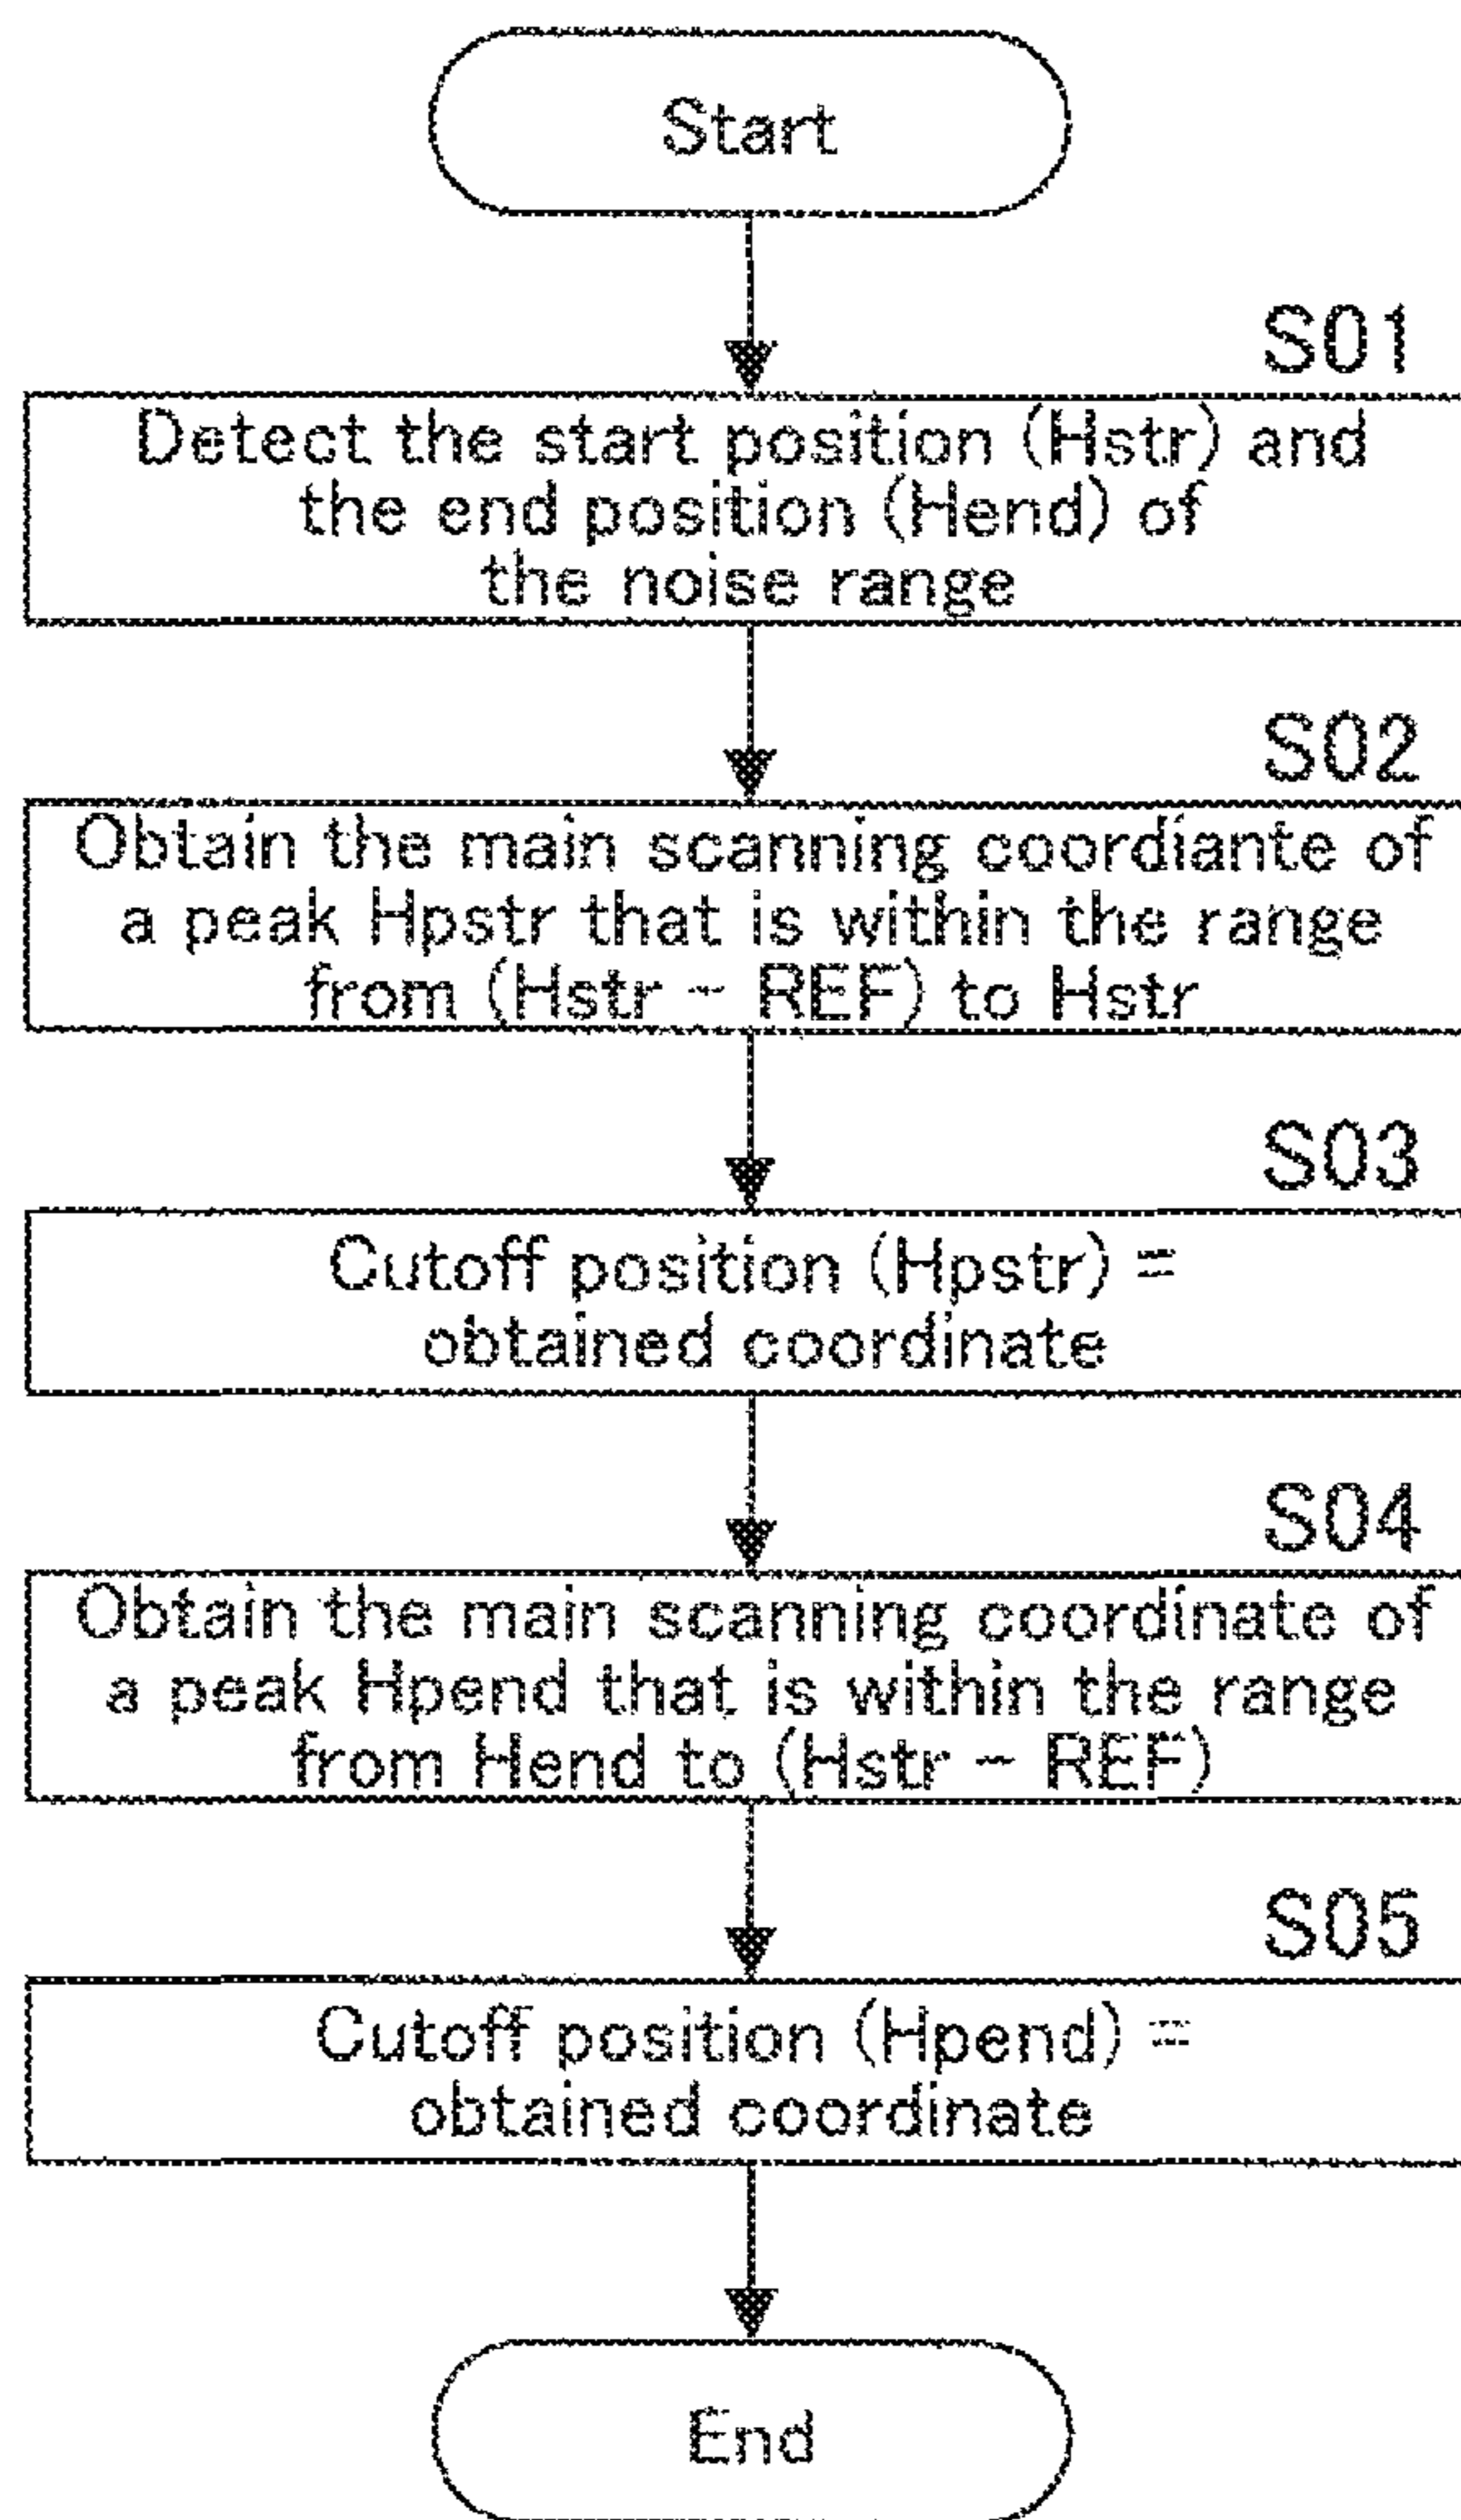 Start
S01
Detect the start position (Hstr) and
the end position (Hend) of
the noise range
S02
Obtain the main scanning coordiante of
a peak Hpstr that is within the range
from (Hstr - REF) to Hstr
S03
Cutoff position (Hpstr) =
obtained coordinate
S04
Obtain the main scanning coordinate of
a peak Hpend that is within the range
from Hend to (Hstr - REF)
S05
Cutoff position (Hpend) =
obtained coordinate
End